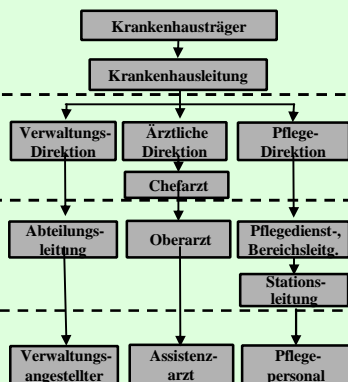 Krankenhausträger
Krankenhausleitung
Verwaltungs-
Direktion
Ärztliche
Direktion
Pflege-
Direktion
Chefarzt
Abteilungs-
leitung
Oberarzt
Pflegedienst-,
Bereichsleitg.
Stations-
leitung
Verwaltungs-
angestellter
Assistenz-
arzt
Pflege-
personal